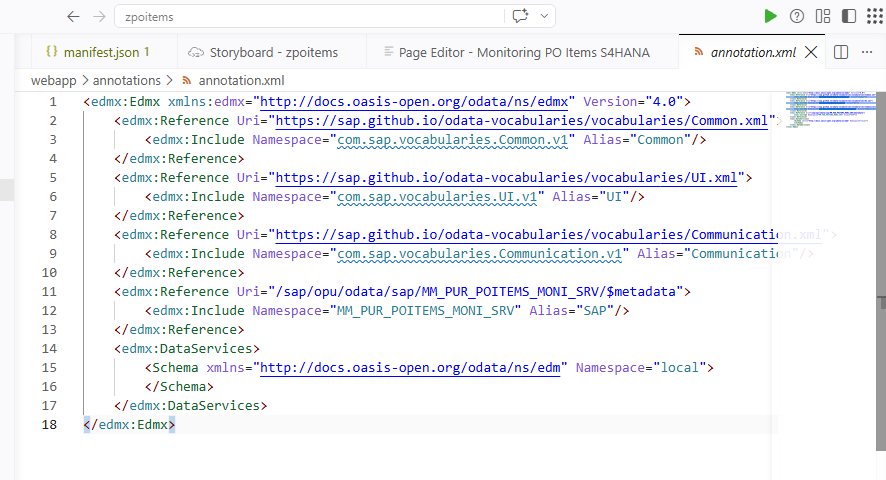 zpoitems
manifest.json 1
Storyboard - zpoitems
Page Editor - Monitoring PO Items S4HANA
annotation.xml
webapp > annotations > annotation.xml
1 <edmx:Edmx xmlns:edmx="http://docs.oasis-open.org/odata/ns/edmx" Version="4.0">
2 <edmx:Reference Uri="https://sap.github.io/odata-vocabularies/vocabularies/Common.xml">
3 <edmx:Include Namespace="com.sap.vocabularies.Common.v1" Alias="Common"/>
4 </edmx:Reference>
5 <edmx:Reference Uri="https://sap.github.io/odata-vocabularies/vocabularies/UI.xml">
6 <edmx:Include Namespace="com.sap.vocabularies.UI.v1" Alias="UI"/>
7 </edmx:Reference>
8 <edmx:Reference Uri="https://sap.github.io/odata-vocabularies/vocabularies/Communication.xml">
9 <edmx:Include Namespace="com.sap.vocabularies.Communication.v1" Alias="Communication"/>
10 </edmx:Reference>
11 <edmx:Reference Uri="/sap/opu/odata/sap/MM_PUR_POITEMS_MONI_SRV/$metadata">
12 <edmx:Include Namespace="MM_PUR_POITEMS_MONI_SRV" Alias="SAP"/>
13 </edmx:Reference>
14 <edmx:DataServices>
15 <Schema xmlns="http://docs.oasis-open.org/odata/ns/edm" Namespace="local">
16 </Schema>
17 </edmx:DataServices>
18 </edmx:Edmx>